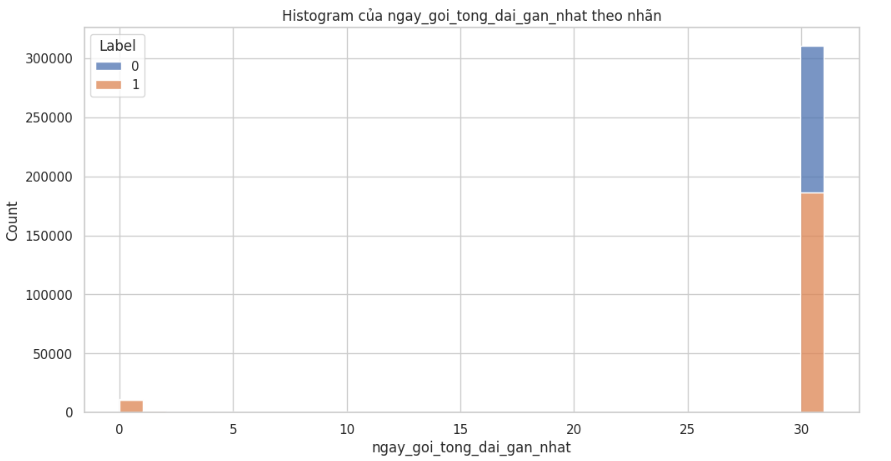 Histogram của ngay_goi_tong_dai_gan_nhat theo nhãn
Label
0
1
300000
250000
200000
150000
100000
50000
0
Count
0 5 10 15 20 25 30
ngay_goi_tong_dai_gan_nhat